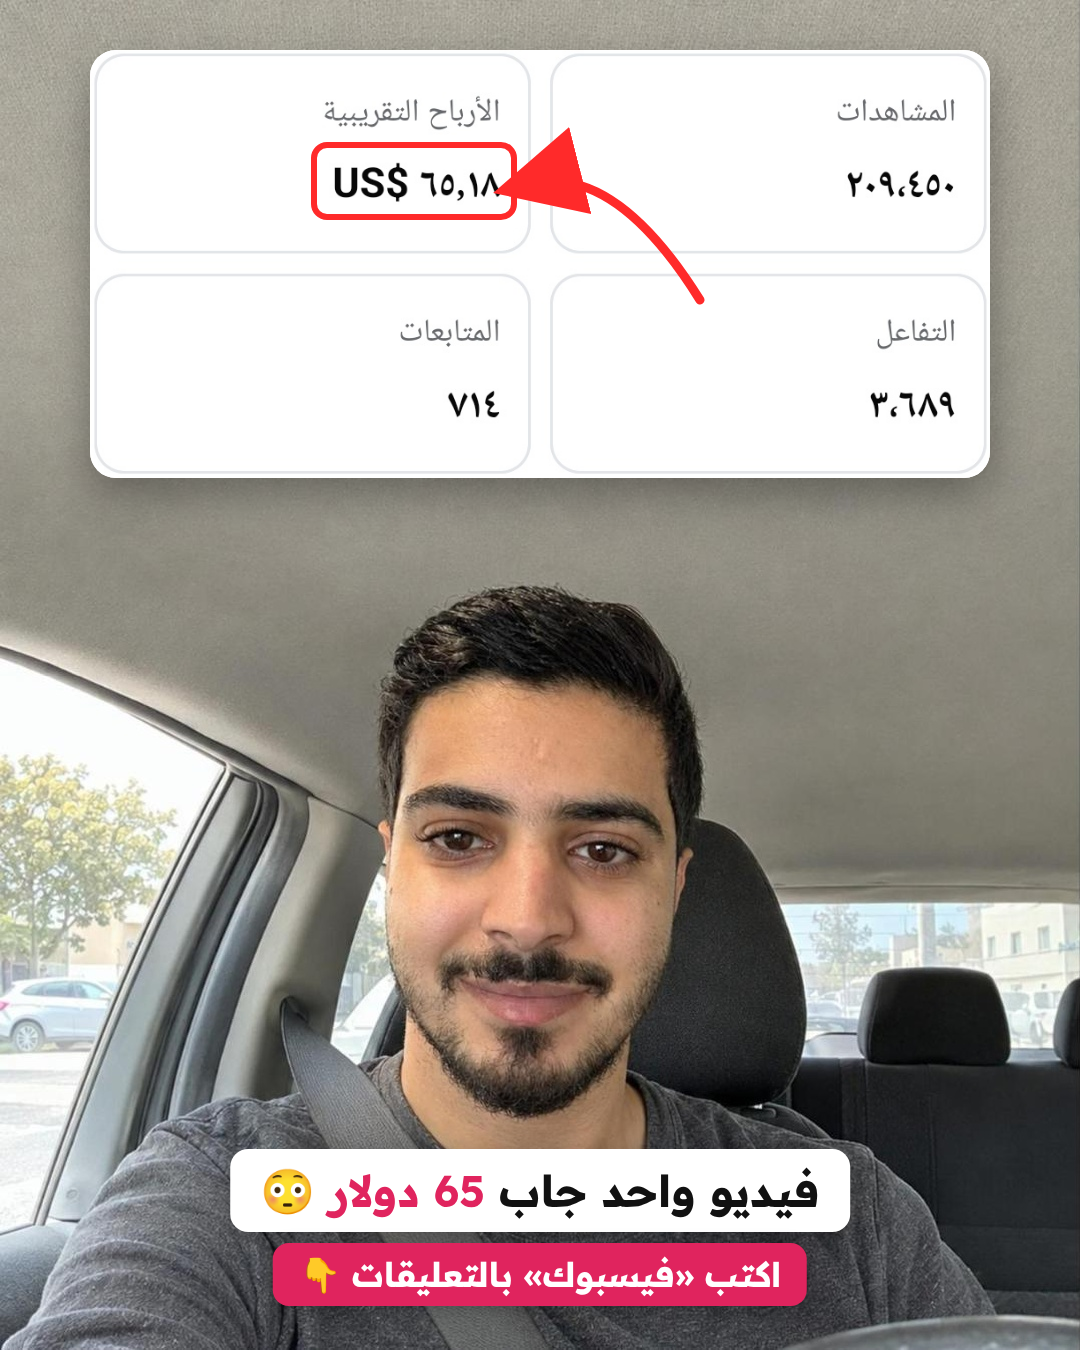 المشاهدات
٢٠٩،٤٥٠
الأرباح التقريبية
US$ ٦٥,١٨
التفاعل
٣،٦٨٩
المتابعات
٧١٤
فيديو واحد جاب 65 دولار 😳
اكتب «فيسبوك» بالتعليقات 👇